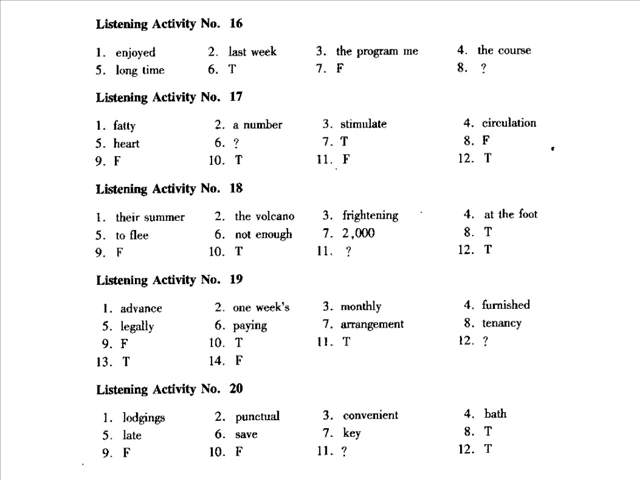 Listening Activity No. 16
1. enjoyed 2. last week 3. the program me 4. the course
5. long time 6. T 7. F 8. ?
Listening Activity No. 17
1. fatty 2. a number 3. stimulate 4. circulation
5. heart 6. ? 7. T 8. F
9. F 10. T 11. F 12. T
Listening Activity No. 18
1. their summer 2. the volcano 3. frightening 4. at the foot
5. to flee 6. not enough 7. 2,000 8. T
9. F 10. T 11. ? 12. T
Listening Activity No. 19
1. advance 2. one week's 3. monthly 4. furnished
5. legally 6. paying 7. arrangement 8. tenancy
9. F 10. T 11. T 12. ?
13. T 14. F
Listening Activity No. 20
1. lodgings 2. punctual 3. convenient 4. bath
5. late 6. save 7. key 8. T
9. F 10. F 11. ? 12. T